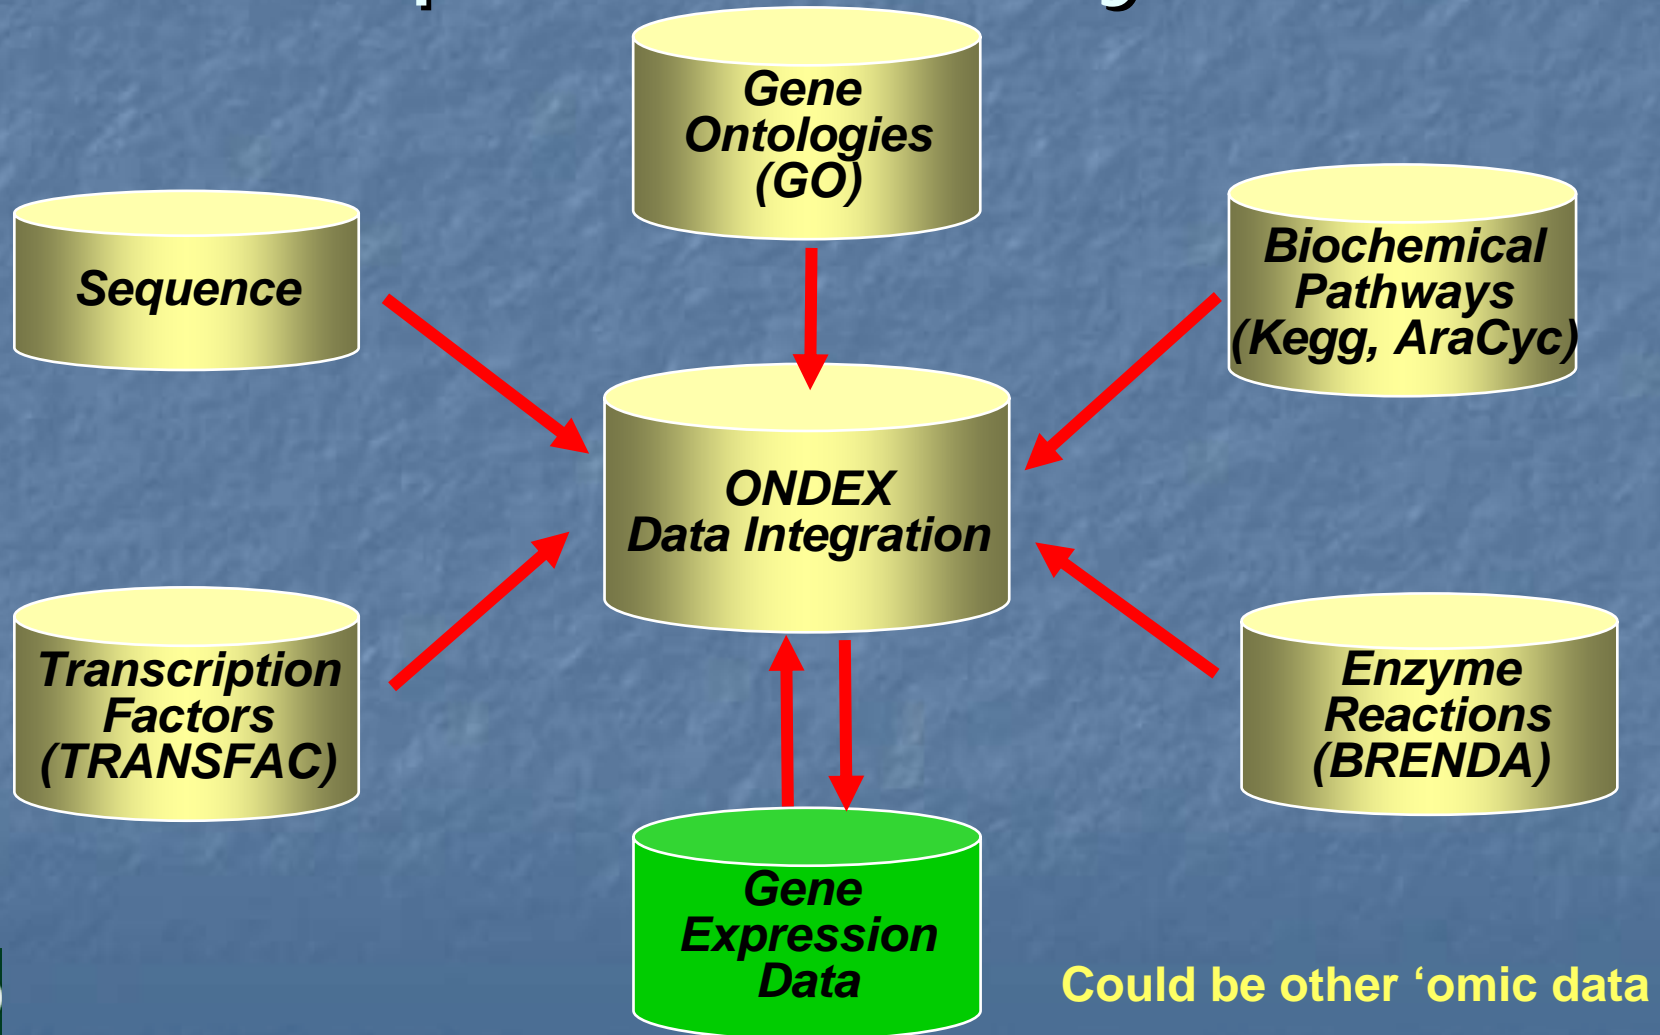 Gene
Ontologies
(GO)
Sequence
Biochemical
Pathways
(Kegg, AraCyc)
ONDEX
Data Integration
Transcription
Factors
(TRANSFAC)
Enzyme
Reactions
(BRENDA)
Gene
Expression
Data
Could be other ‘omic data